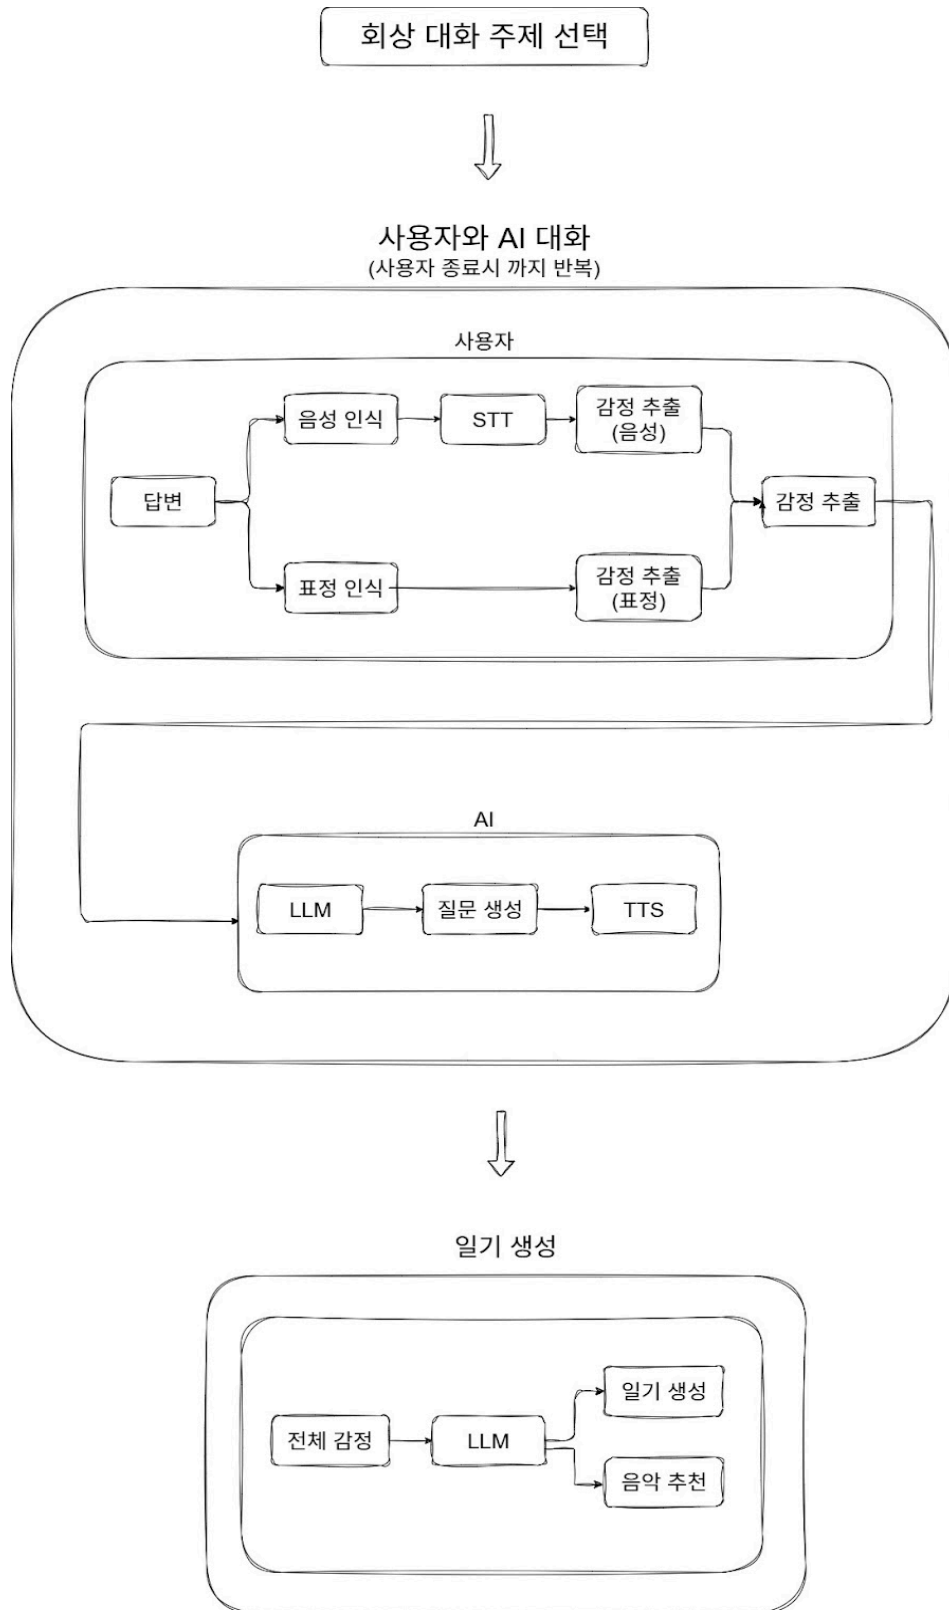 회상 대화 주제 선택
사용자와 AI 대화
(사용자 종료시 까지 반복)
사용자
답변
음성 인식
STT
감정 추출
(음성)
표정 인식
감정 추출
(표정)
감정 추출
AI
LLM
질문 생성
TTS
일기 생성
전체 감정
LLM
일기 생성
음악 추천